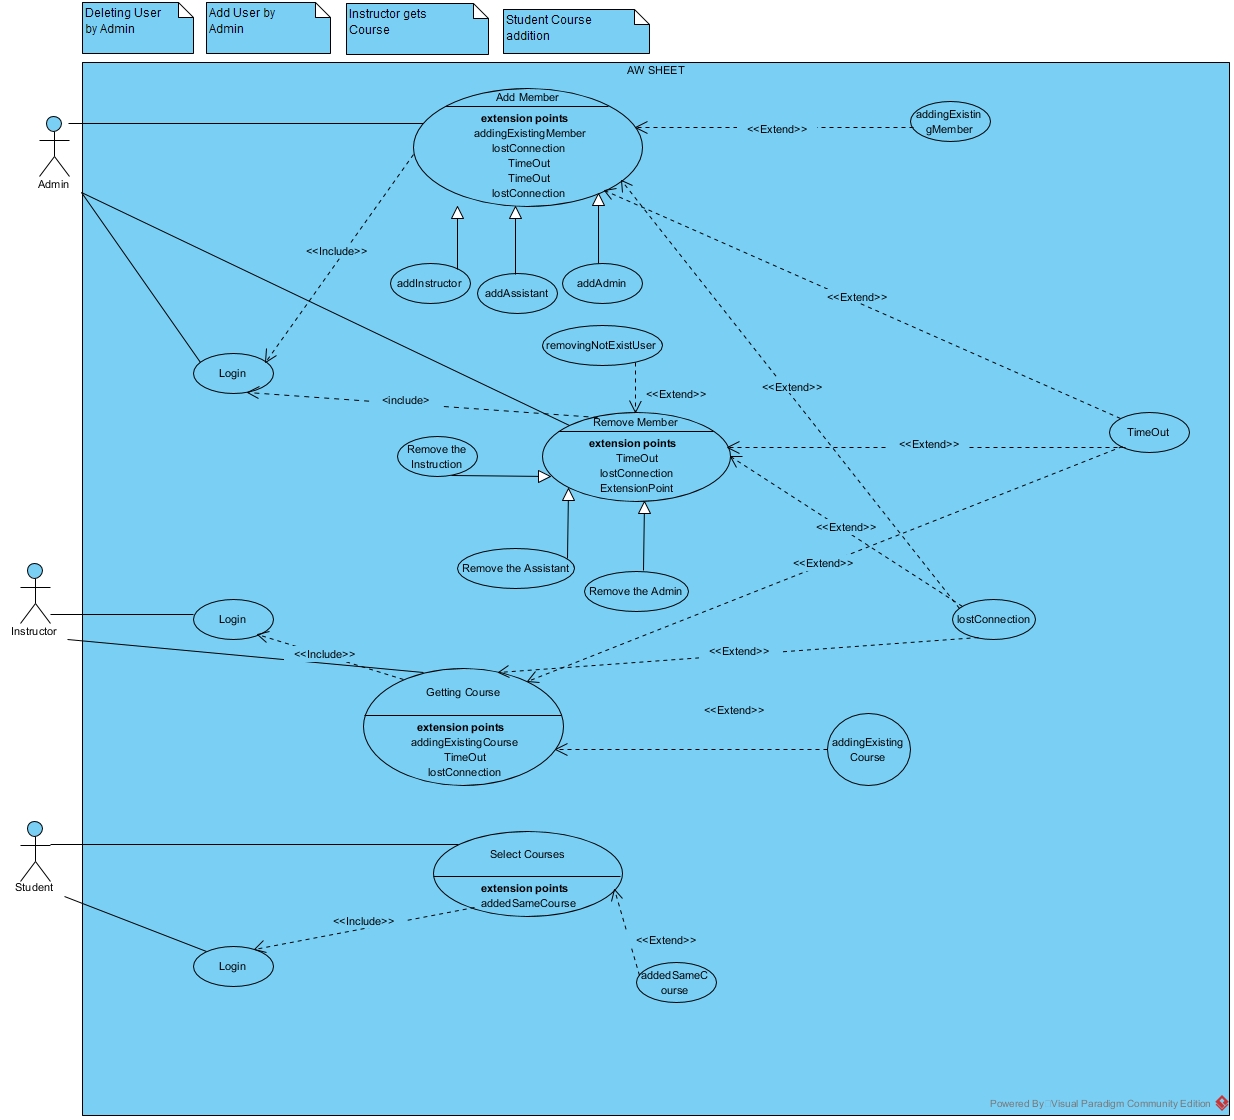 Deleting User
by Admin
Add User by
Admin
Instructor gets
Course
Student Course
addition
AW SHEET
Add Member
extension points
addingExistingMember
lostConnection
TimeOut
TimeOut
lostConnection
<<Extend>>
addingExistin
gMember
Admin
<<Include>>
addInstructor
addAssistant
addAdmin
<<Extend>>
removingNotExistUser
Login
<<Extend>>
<<Extend>>
<include>
Remove Member
extension points
TimeOut
lostConnection
ExtensionPoint
<<Extend>>
TimeOut
Remove the
Instruction
<<Extend>>
<<Extend>>
Remove the Assistant
Remove the Admin
Instructor
Login
lostConnection
<<Include>>
<<Extend>>
Getting Course
extension points
addingExistingCourse
TimeOut
lostConnection
<<Extend>>
addingExisting
Course
Student
Select Courses
extension points
addedSameCourse
<<Include>>
<<Extend>>
Login
addedSameC
ourse
Powered By Visual Paradigm Community Edition